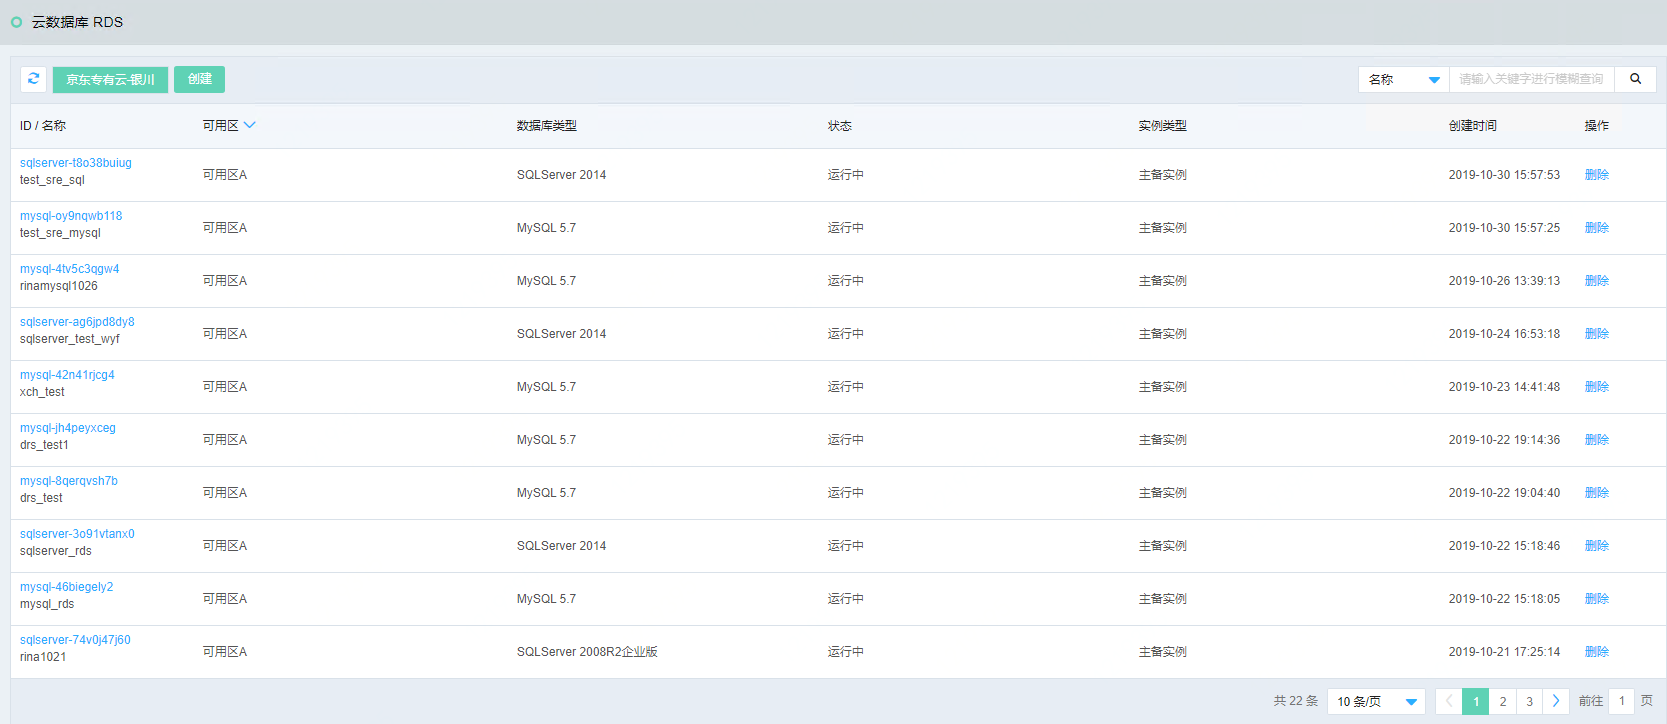 云数据库 RDS
京东专有云-银川 创建 名称 请输入关键字进行模糊查询
ID / 名称 可用区 数据库类型 状态 实例类型 创建时间 操作
sqlserver-t8o38buiug
test_sre_sql 可用区A SQLServer 2014 运行中 主备实例 2019-10-30 15:57:53 删除
mysql-oy9nqwb118
test_sre_mysql 可用区A MySQL 5.7 运行中 主备实例 2019-10-30 15:57:25 删除
mysql-4tv5c3qgw4
rinamysql1026 可用区A MySQL 5.7 运行中 主备实例 2019-10-26 13:39:13 删除
sqlserver-ag6jpd8dy8
sqlserver_test_wyf 可用区A SQLServer 2014 运行中 主备实例 2019-10-24 16:53:18 删除
mysql-42n41rjcg4
xch_test 可用区A MySQL 5.7 运行中 主备实例 2019-10-23 14:41:48 删除
mysql-jh4peyxceg
drs_test1 可用区A MySQL 5.7 运行中 主备实例 2019-10-22 19:14:36 删除
mysql-8qerqvsh7b
drs_test 可用区A MySQL 5.7 运行中 主备实例 2019-10-22 19:04:40 删除
sqlserver-3o91vtanx0
sqlserver_rds 可用区A SQLServer 2014 运行中 主备实例 2019-10-22 15:18:46 删除
mysql-46biegely2
mysql_rds 可用区A MySQL 5.7 运行中 主备实例 2019-10-22 15:18:05 删除
sqlserver-74v0j47j60
rina1021 可用区A SQLServer 2008R2企业版 运行中 主备实例 2019-10-21 17:25:14 删除
共 22 条 10 条/页 1 2 3 前往 1 页